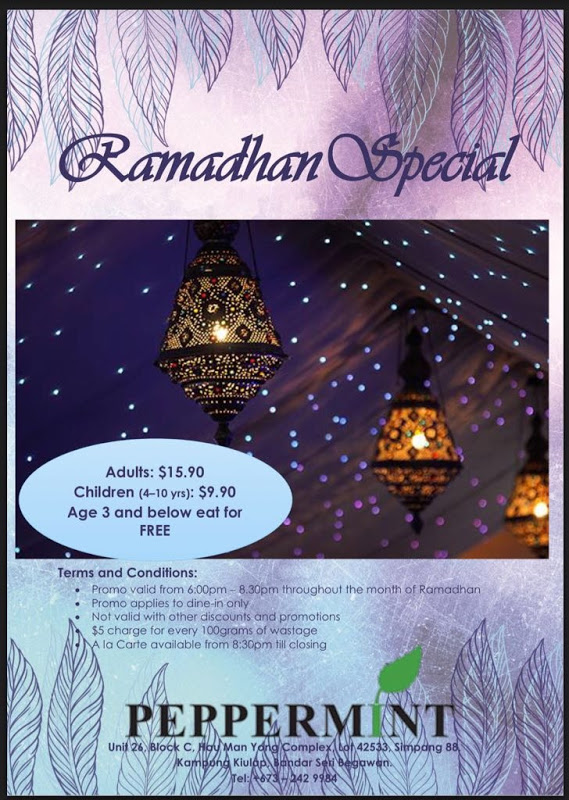 Ramadhan Special
Adults: $15.90
Children (4–10 yrs): $9.90
Age 3 and below eat for
FREE
Terms and Conditions:
• Promo valid from 6:00pm – 8.30pm throughout the month of Ramadhan
• Promo applies to dine-in only
• Not valid with other discounts and promotions
• $5 charge for every 100grams of wastage
• A la Carte available from 8:30pm till closing
PEPPERMINT
Unit 26, Block C, Hau Man Yong Complex, Lot 42533, Simpang 88,
Kampung Kiulap, Bandar Seri Begawan.
Tel: +673 – 242 9984